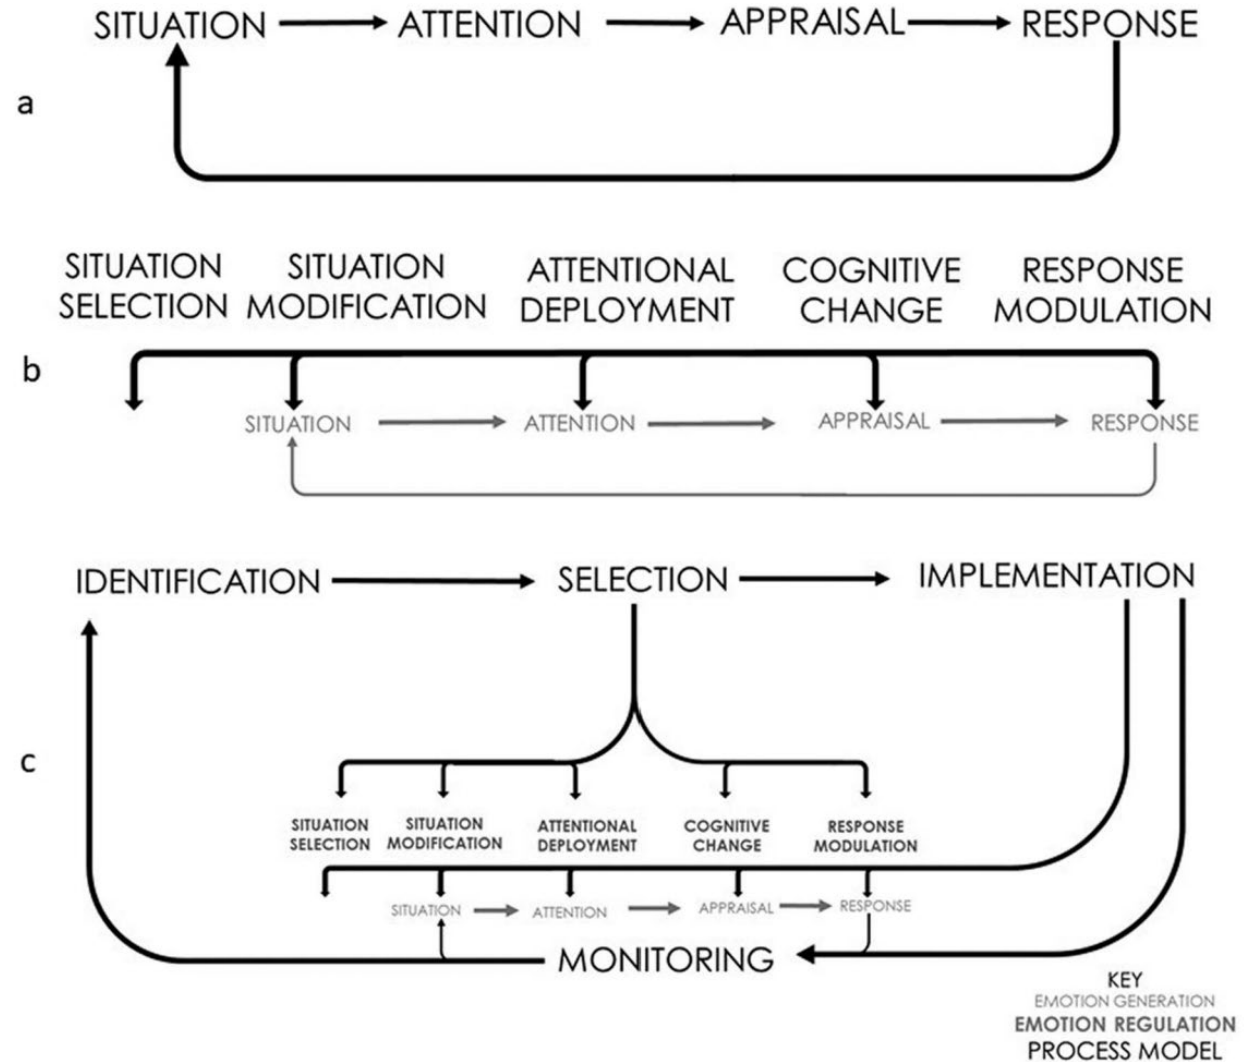 SITUATION ATTENTION APPRAISAL RESPONSE
a
SITUATION SITUATION ATTENTIONAL COGNITIVE RESPONSE
SELECTION MODIFICATION DEPLOYMENT CHANGE MODULATION
b
SITUATION ATTENTION APPRAISAL RESPONSE
IDENTIFICATION SELECTION IMPLEMENTATION
c
SITUATION SITUATION ATTENTIONAL COGNITIVE RESPONSE
SELECTION MODIFICATION DEPLOYMENT CHANGE MODULATION
SITUATION ATTENTION APPRAISAL RESPONSE
MONITORING
KEY
EMOTION GENERATION
EMOTION REGULATION
PROCESS MODEL